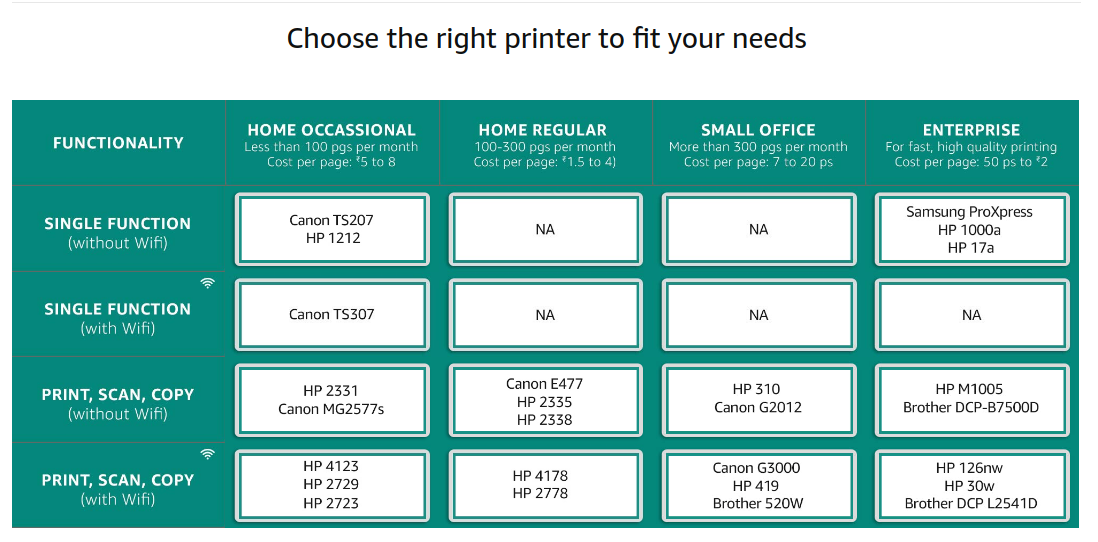 Choose the right printer to fit your needs
FUNCTIONALITY
HOME OCCASSIONAL
Less than 100 pgs per month
Cost per page: ₹5 to 8
HOME REGULAR
100-300 pgs per month
Cost per page: ₹1.5 to 4)
SMALL OFFICE
More than 300 pgs per month
Cost per page: 7 to 20 ps
ENTERPRISE
For fast, high quality printing
Cost per page: 50 ps to ₹2
SINGLE FUNCTION
(without Wifi)
Canon TS207
HP 1212
NA
NA
Samsung ProXpress
HP 1000a
HP 17a
SINGLE FUNCTION
(with Wifi)
Canon TS307
NA
NA
NA
PRINT, SCAN, COPY
(without Wifi)
HP 2331
Canon MG2577s
Canon E477
HP 2335
HP 2338
HP 310
Canon G2012
HP M1005
Brother DCP-B7500D
PRINT, SCAN, COPY
(with Wifi)
HP 4123
HP 2729
HP 2723
HP 4178
HP 2778
Canon G3000
HP 419
Brother 520W
HP 126nw
HP 30w
Brother DCP L2541D